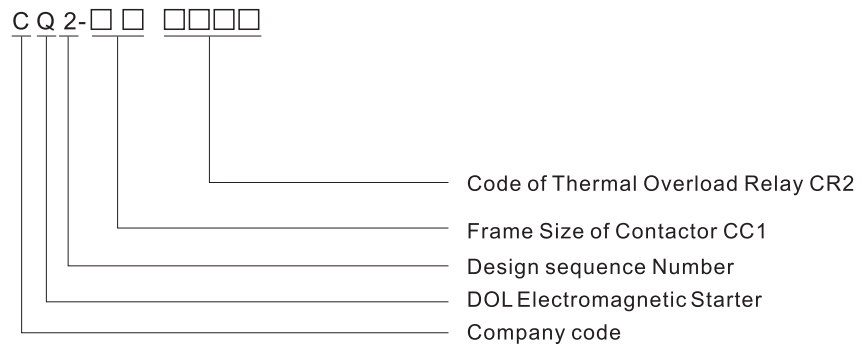 CQ2-□□ □□□□
Code of Thermal Overload Relay CR2
Frame Size of Contactor CC1
Design sequence Number
DOL Electromagnetic Starter
Company code